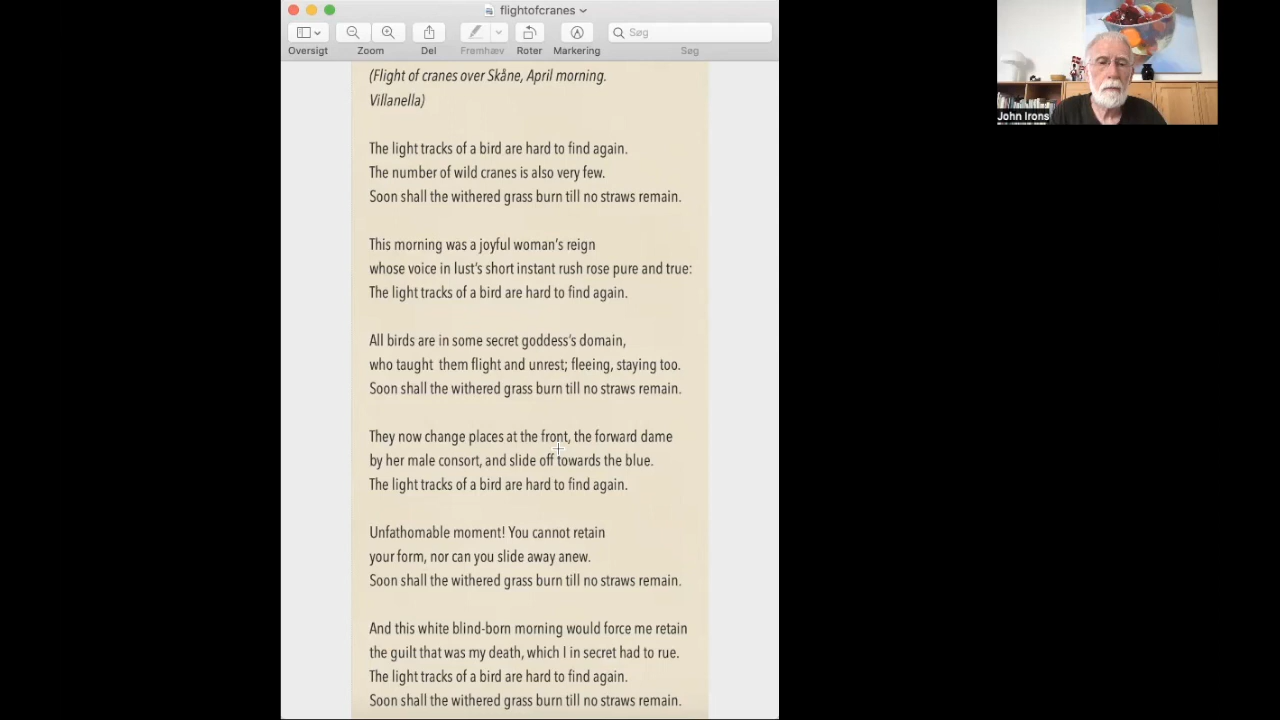 flightofcranes
Søg
Oversigt
Zoom
Del
Fremhæv
Roter
Markering
Søg
(Flight of cranes over Skåne, April morning.
Villanella)
The light tracks of a bird are hard to find again.
The number of wild cranes is also very few.
Soon shall the withered grass burn till no straws remain.
This morning was a joyful woman's reign
whose voice in lust's short instant rush rose pure and true:
The light tracks of a bird are hard to find again.
All birds are in some secret goddess's domain,
who taught them flight and unrest; fleeing, staying too.
Soon shall the withered grass burn till no straws remain.
They now change places at the front, the forward dame
by her male consort, and slide off towards the blue.
The light tracks of a bird are hard to find again.
Unfathomable moment! You cannot retain
your form, nor can you slide away anew.
Soon shall the withered grass burn till no straws remain.
And this white blind-born morning would force me retain
the guilt that was my death, which I in secret had to rue.
The light tracks of a bird are hard to find again.
Soon shall the withered grass burn till no straws remain.
John Irons